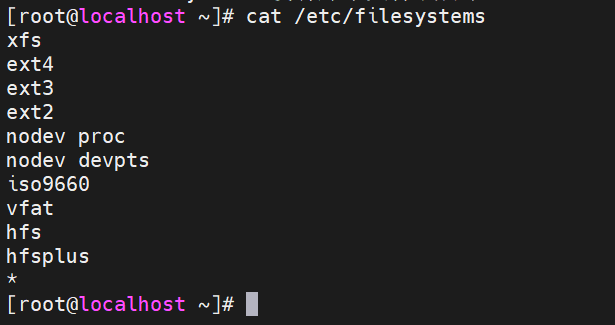 [root@localhost ~]# cat /etc/filesystems
xfs
ext4
ext3
ext2
nodev proc
nodev devpts
iso9660
vfat
hfs
hfsplus
*
[root@localhost ~]#